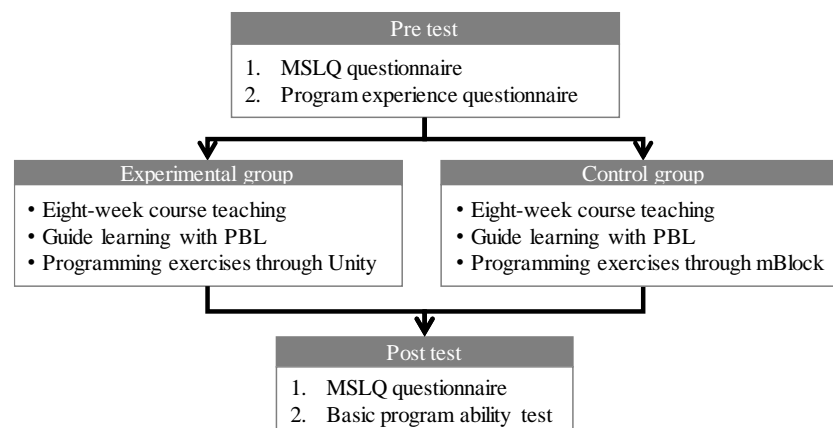 Pre test
1. MSLQ questionnaire
2. Program experience questionnaire
Experimental group
• Eight-week course teaching
• Guide learning with PBL
• Programming exercises through Unity
Control group
• Eight-week course teaching
• Guide learning with PBL
• Programming exercises through mBlock
Post test
1. MSLQ questionnaire
2. Basic program ability test